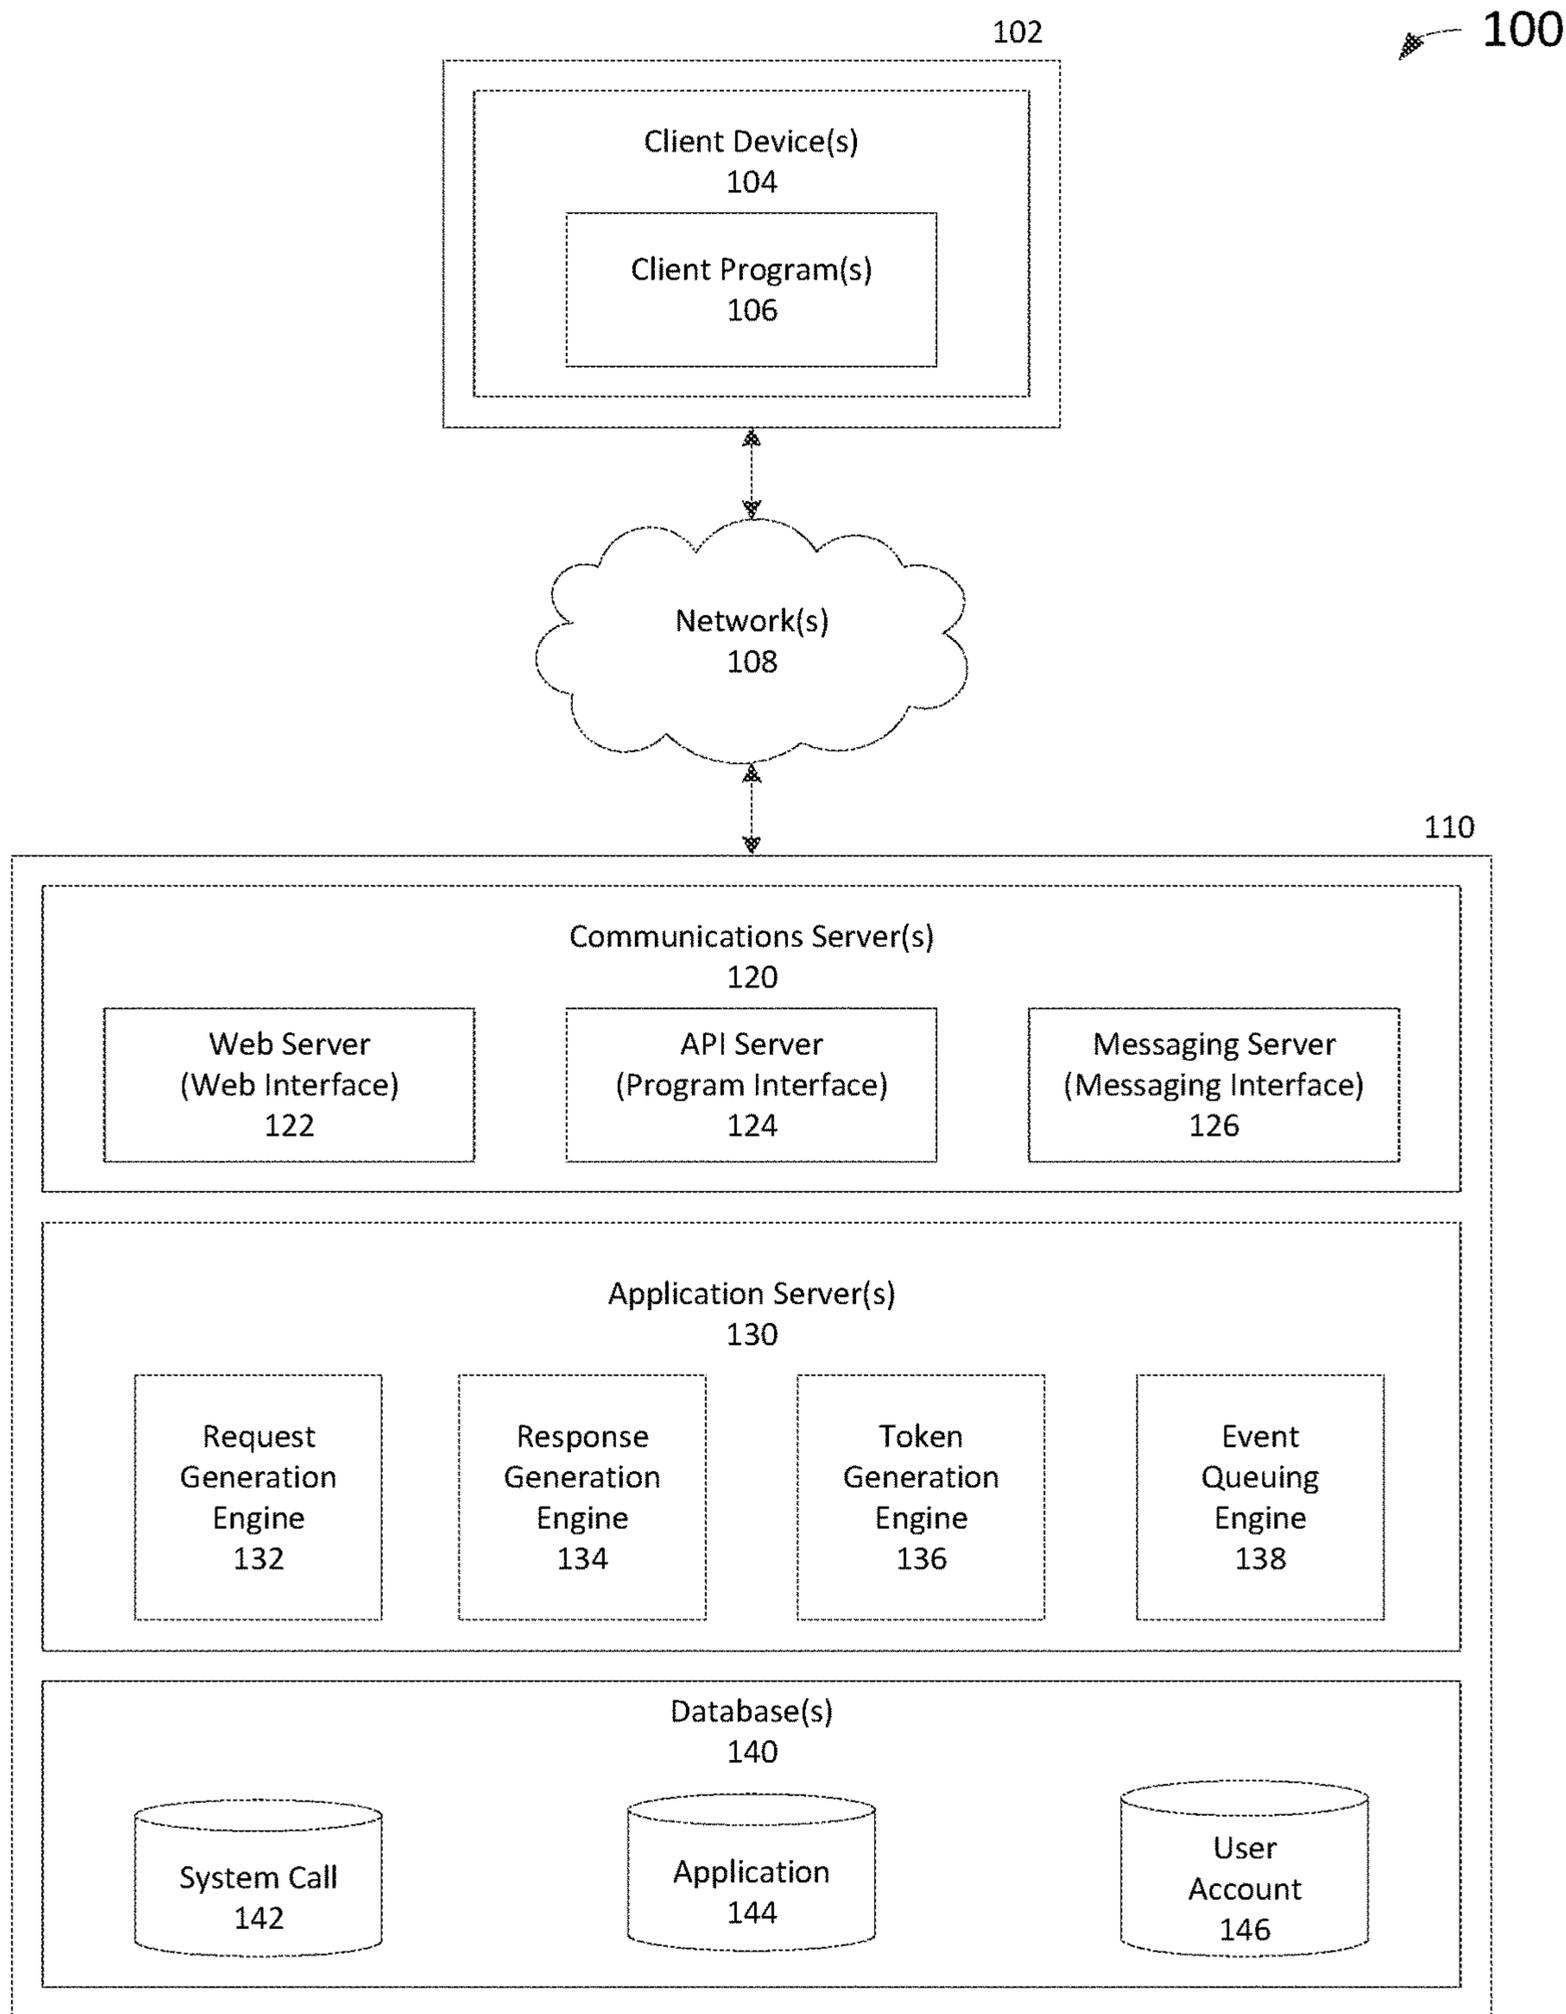 100
102
Client Device(s)
104
Client Program(s)
106
Network(s)
108
110
Communications Server(s)
120
Web Server
(Web Interface)
122
API Server
(Program Interface)
124
Messaging Server
(Messaging Interface)
126
Application Server(s)
130
Request
Generation
Engine
132
Response
Generation
Engine
134
Token
Generation
Engine
136
Event
Queuing
Engine
138
Database(s)
140
System Call
142
Application
144
User
Account
146